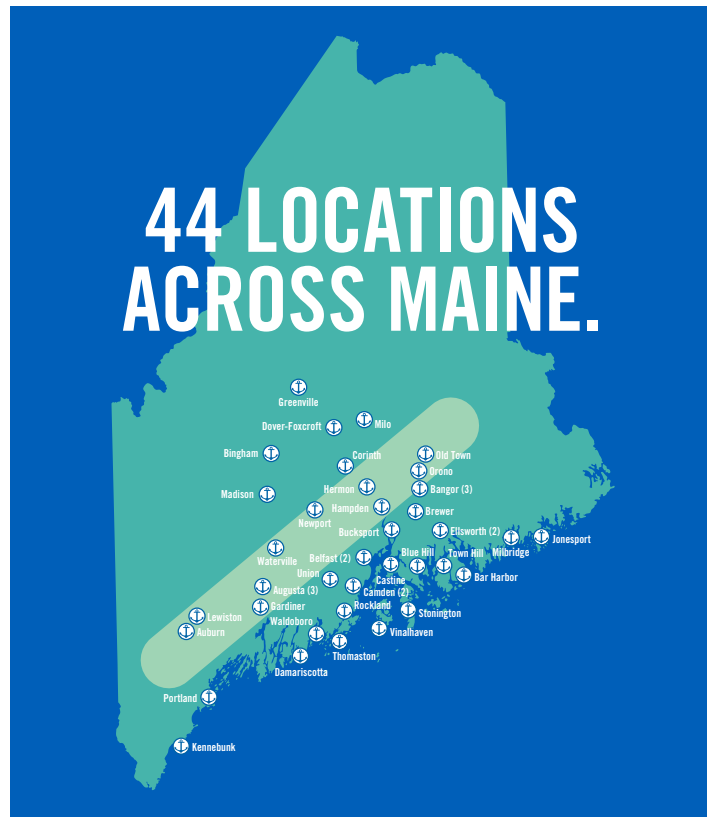 44 LOCATIONS
ACROSS MAINE.
Greenville
Milo
Dover-Foxcroft
Bingham
Corinth
Old Town
Orono
Madison
Hermon
Bangor (3)
Hampden
Brewer
Newport
Bucksport
Ellsworth (2)
Jonesport
Milbridge
Waterville
Belfast (2)
Blue Hill
Town Hill
Union
Castine
Bar Harbor
Augusta (3)
Camden (2)
Gardiner
Rockland
Stonington
Lewiston
Waldoboro
Auburn
Vinalhaven
Thomaston
Damariscotta
Portland
Kennebunk